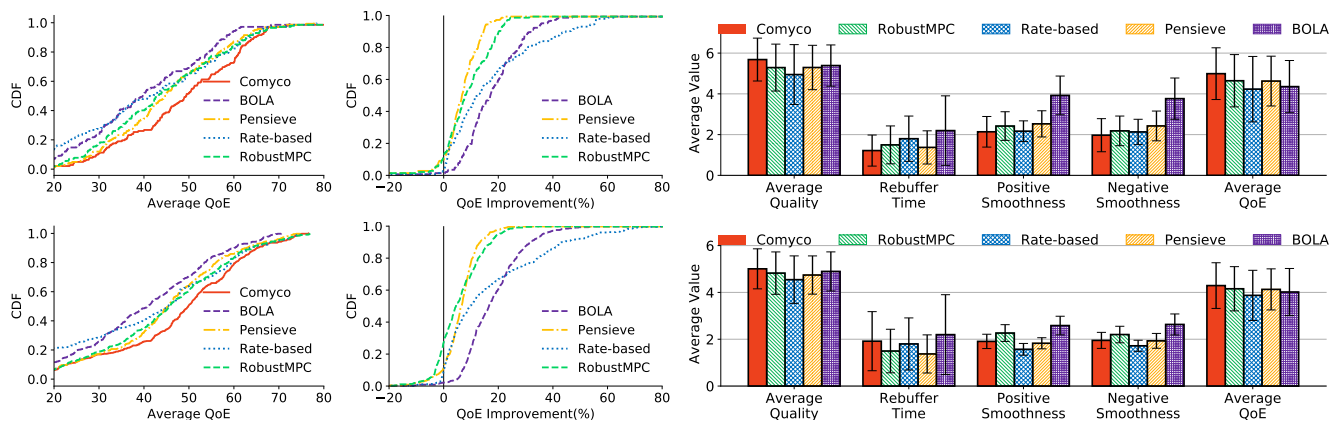 1.0
0.8
0.6
0.4
0.2
0.0
CDF
20 30 40 50 60 70 80
Average QoE
Comyco
BOLA
Pensieve
Rate-based
RobustMPC
1.0
0.8
0.6
0.4
0.2
0.0
CDF
−20 0 20 40 60 80
QoE Improvement(%)
BOLA
Pensieve
Rate-based
RobustMPC
Comyco RobustMPC Rate-based Pensieve BOLA
6
4
2
0
Average Value
Average Quality
Rebuffer Time
Positive Smoothness
Negative Smoothness
Average QoE
1.0
0.8
0.6
0.4
0.2
0.0
CDF
20 30 40 50 60 70 80
Average QoE
Comyco
BOLA
Pensieve
Rate-based
RobustMPC
1.0
0.8
0.6
0.4
0.2
0.0
CDF
−20 0 20 40 60 80
QoE Improvement(%)
BOLA
Pensieve
Rate-based
RobustMPC
Comyco RobustMPC Rate-based Pensieve BOLA
6
4
2
0
Average Value
Average Quality
Rebuffer Time
Positive Smoothness
Negative Smoothness
Average QoE